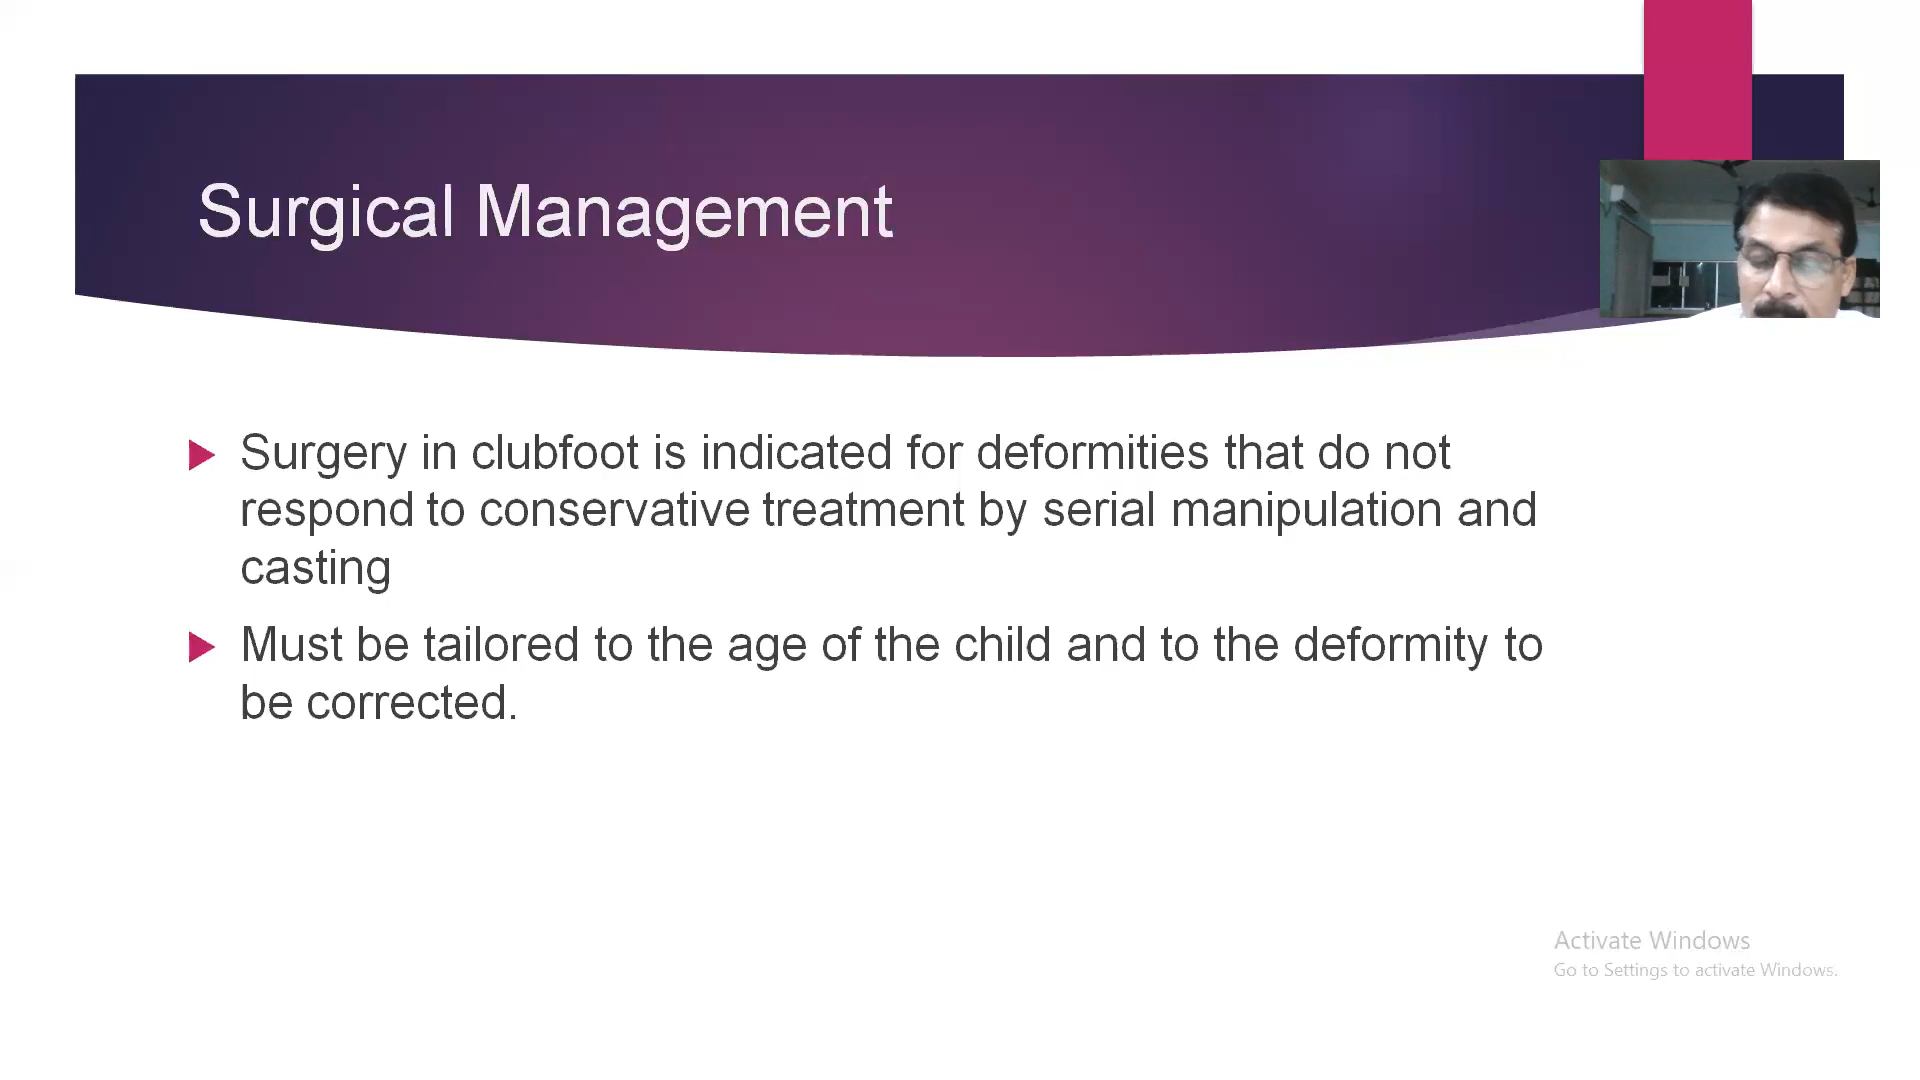 Surgical Management
Surgery in clubfoot is indicated for deformities that do not
respond to conservative treatment by serial manipulation and
casting
Must be tailored to the age of the child and to the deformity to
be corrected.
Activate Windows
Go to Settings to activate Windows.